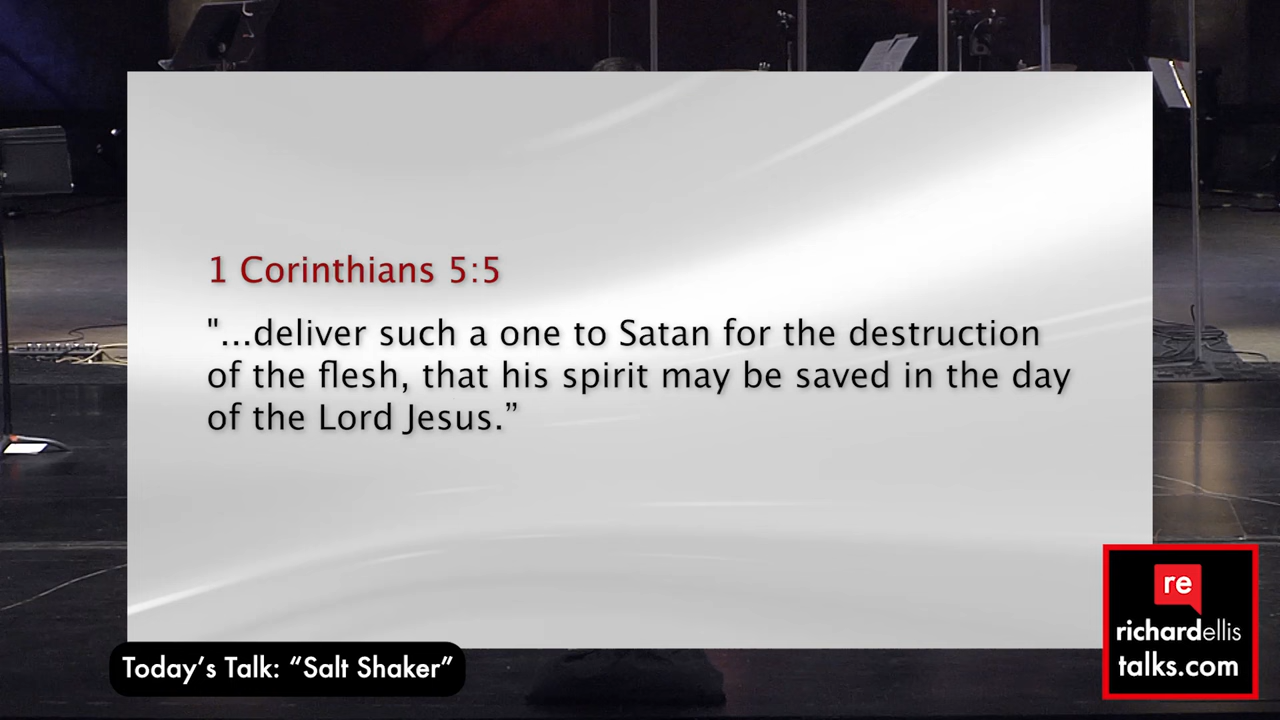 1 Corinthians 5:5
"...deliver such a one to Satan for the destruction
of the flesh, that his spirit may be saved in the day
of the Lord Jesus.”
Today’s Talk: “Salt Shaker”
re
richardellis
talks.com